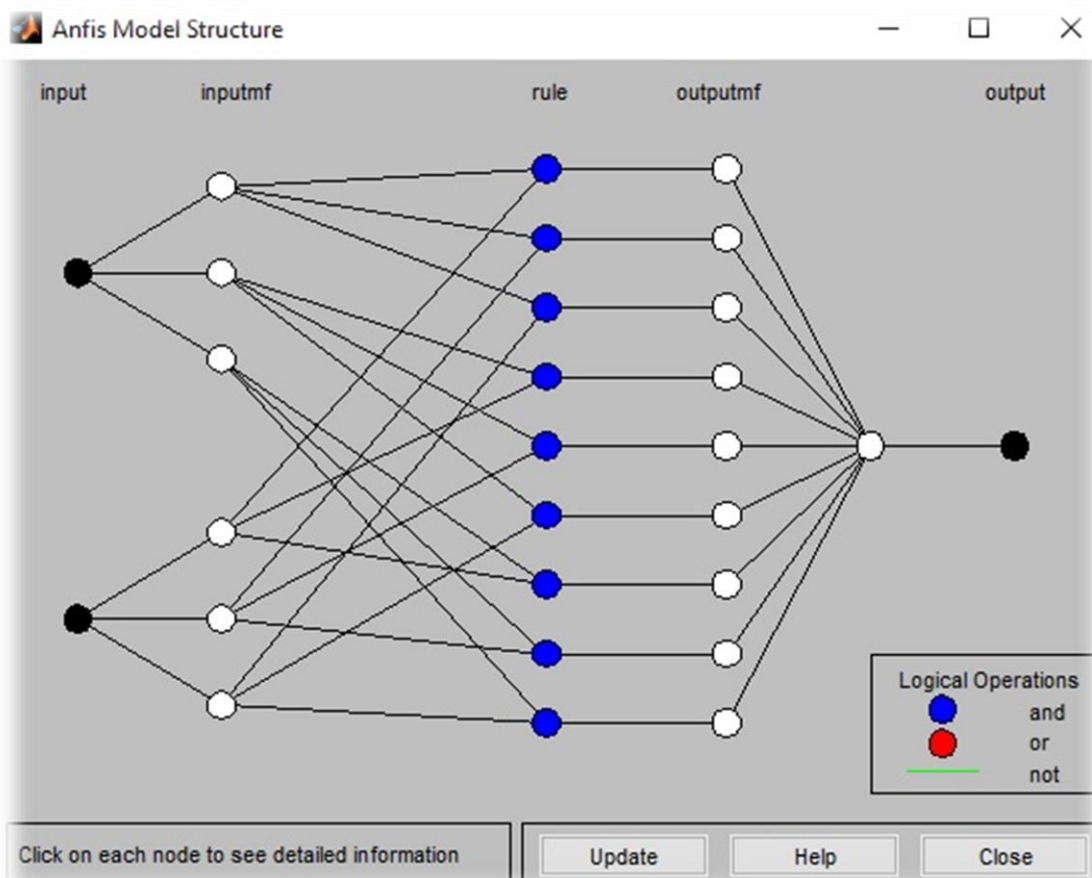 Anfis Model Structure
input inputmf rule outputmf output
Logical Operations
and
or
not
Click on each node to see detailed information
Update Help Close